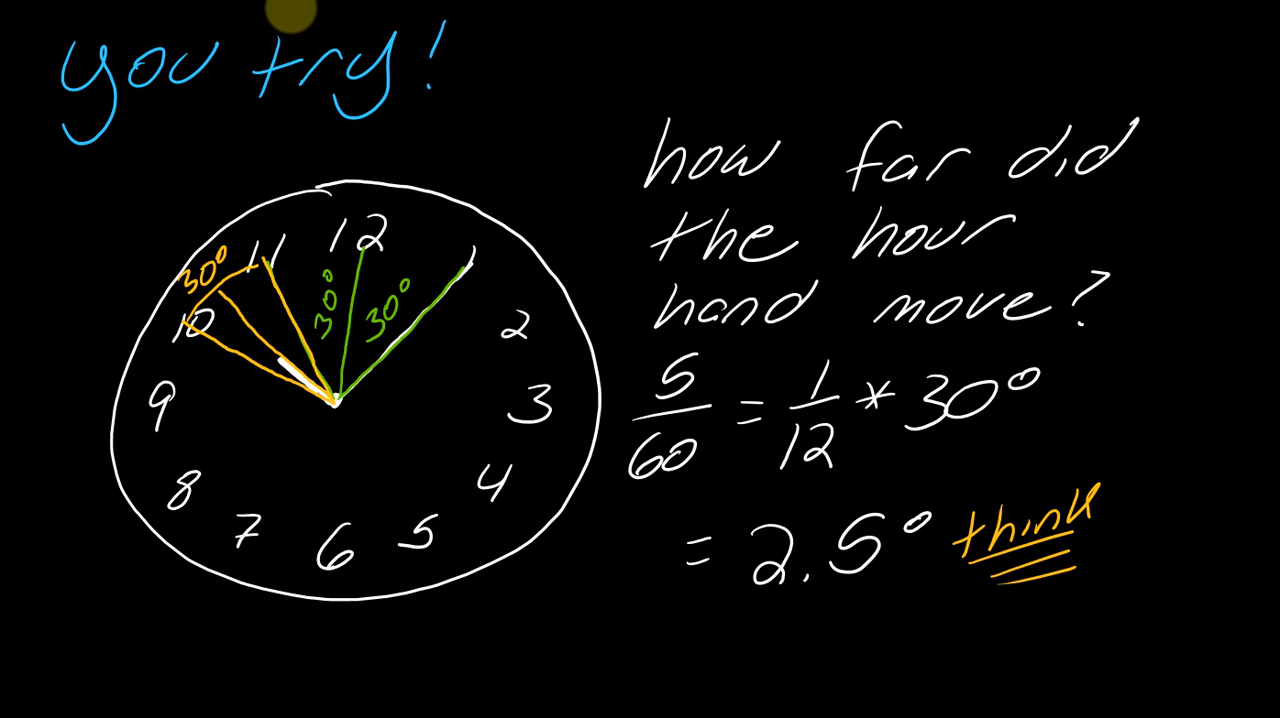 you try!
how far did
the hour
hand move?
5/60 = 1/12 * 30°
= 2.5° think
12
11
1
30°
30°
30°
10
2
9
3
8
4
7
5
6